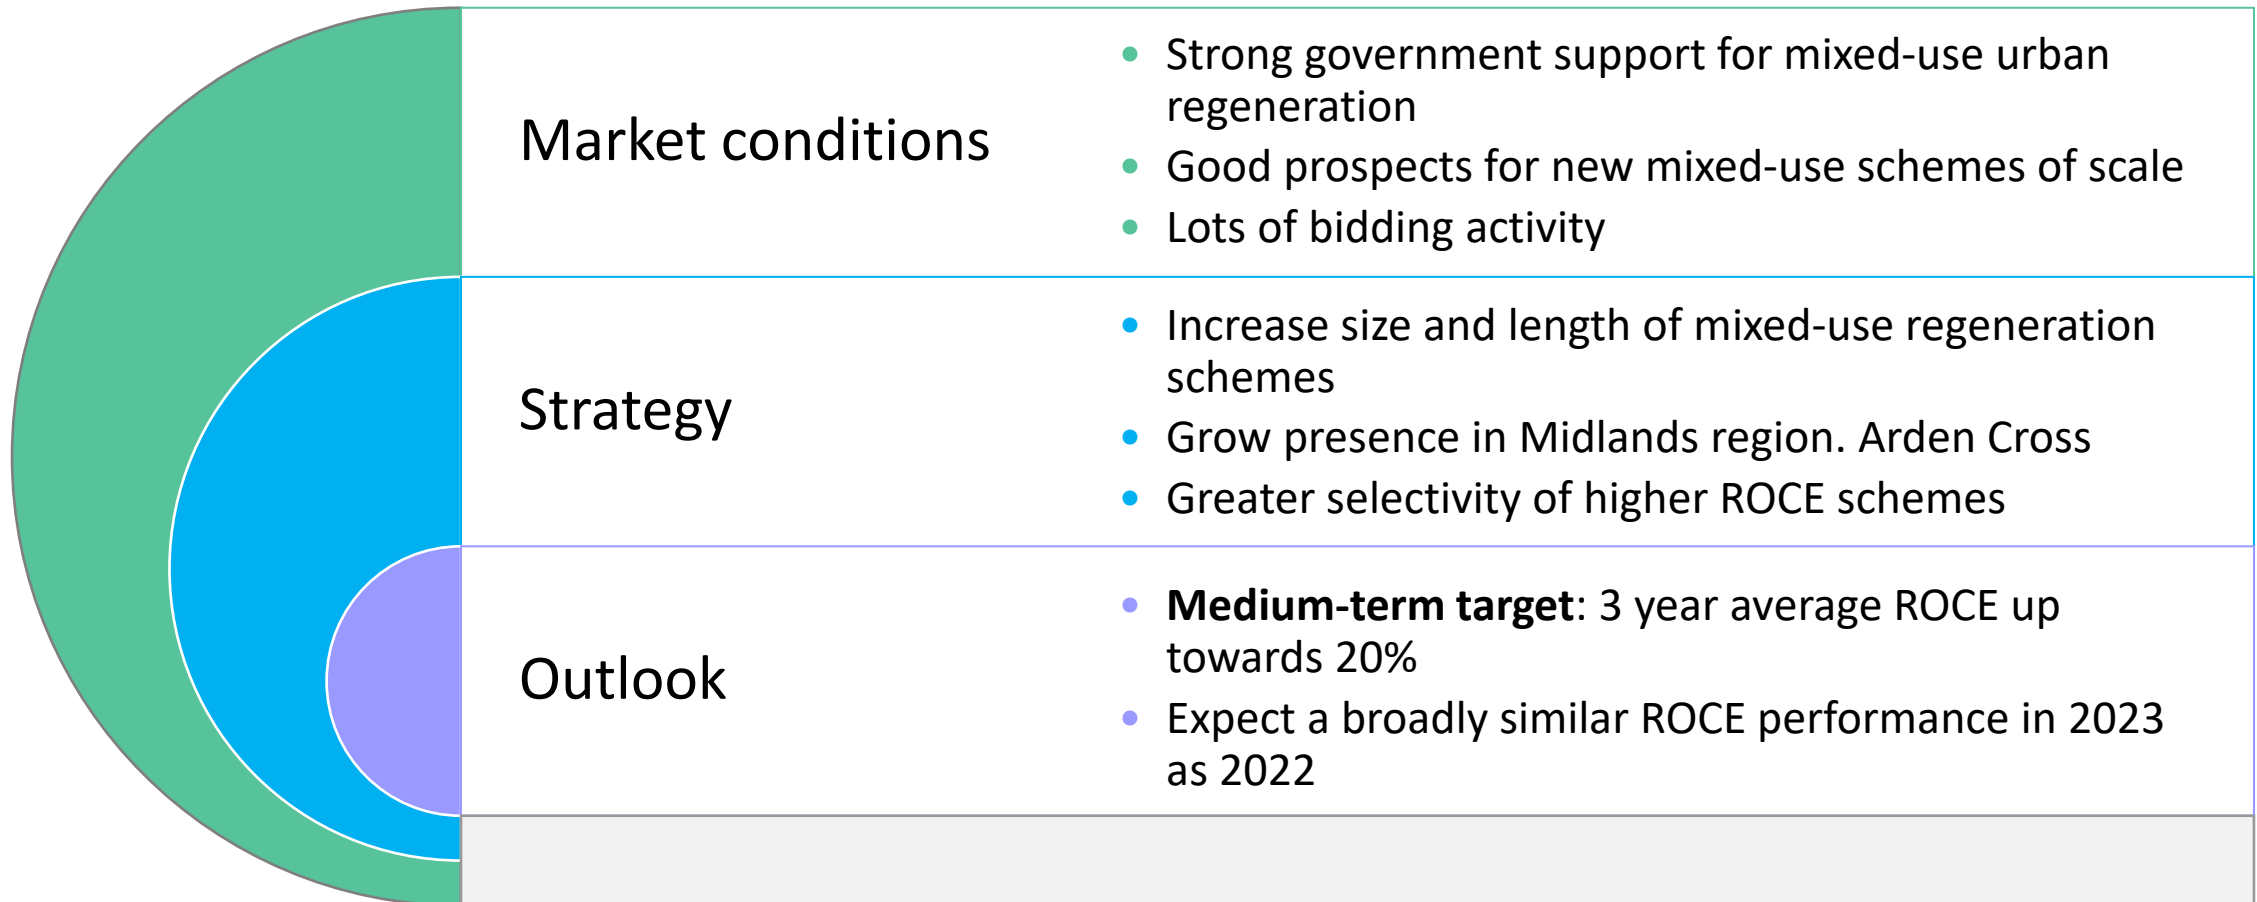 Market conditions
Strong government support for mixed-use urban
regeneration
Good prospects for new mixed-use schemes of scale
Lots of bidding activity
Strategy
Increase size and length of mixed-use regeneration
schemes
Grow presence in Midlands region. Arden Cross
Greater selectivity of higher ROCE schemes
Outlook
Medium-term target: 3 year average ROCE up
towards 20%
Expect a broadly similar ROCE performance in 2023
as 2022